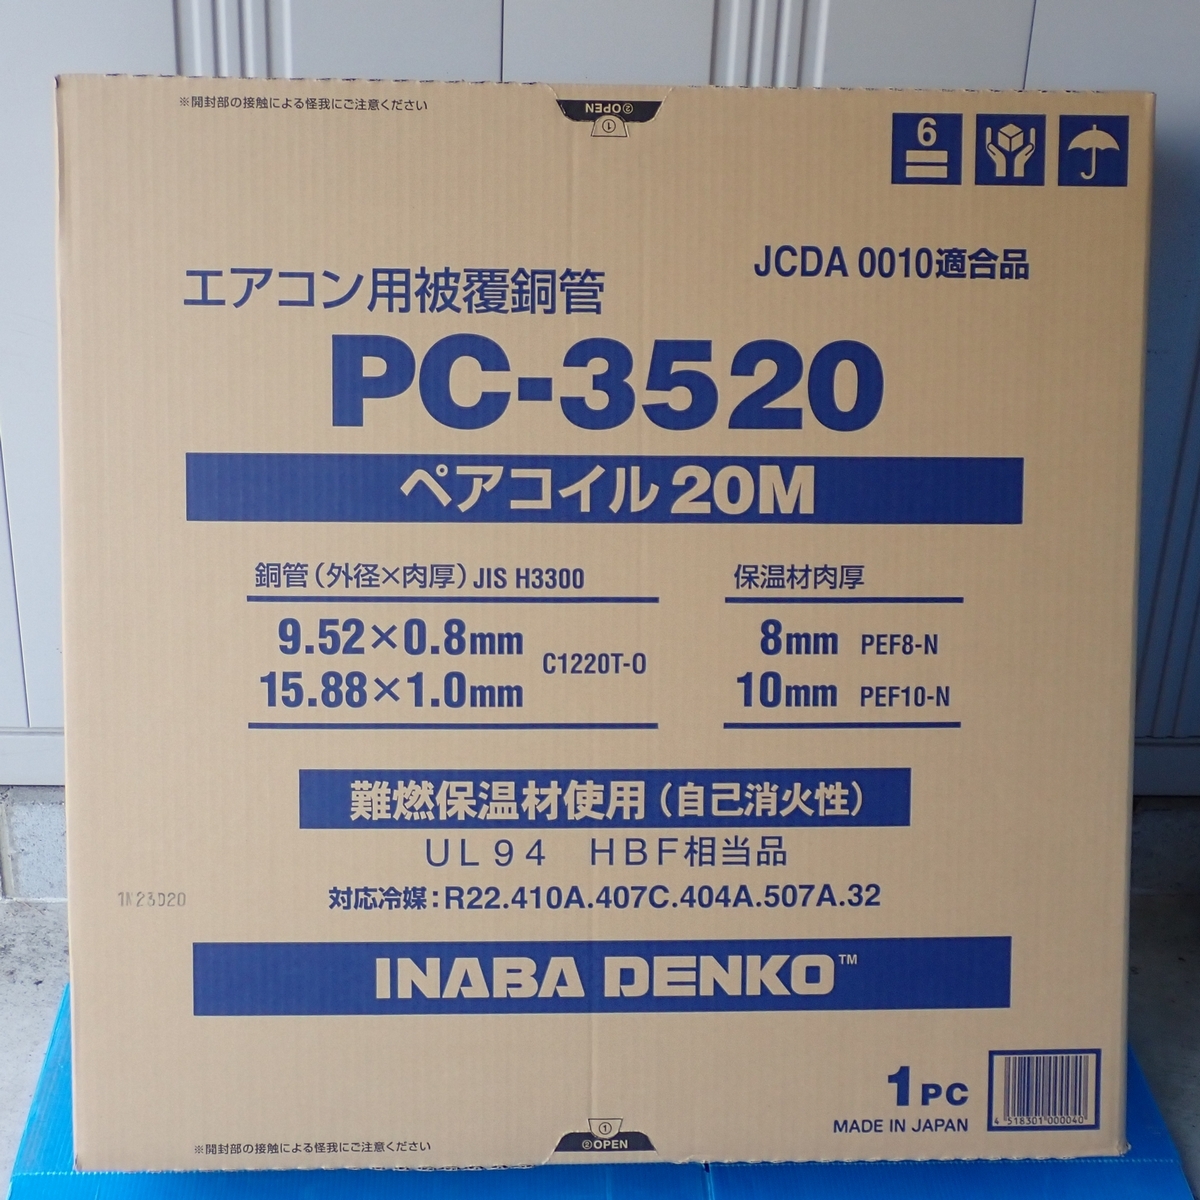 ※開封部の接触による怪我にご注意ください
②OPEN
①
6
JCDA 0010適合品
エアコン用被覆銅管
PC-3520
ペアコイル 20M
銅管(外径×肉厚) JIS H3300
保温材肉厚
9.52×0.8mm
8mm PEF8-N
C1220T-O
15.88×1.0mm
10mm PEF10-N
難燃保温材使用(自己消火性)
UL94 HBF相当品
対応冷媒:R22.410A.407C.404A.507A.32
INABA DENKO™
1PC
MADE IN JAPAN
4518301000040
①
②OPEN
※開封部の接触による怪我にご注意ください